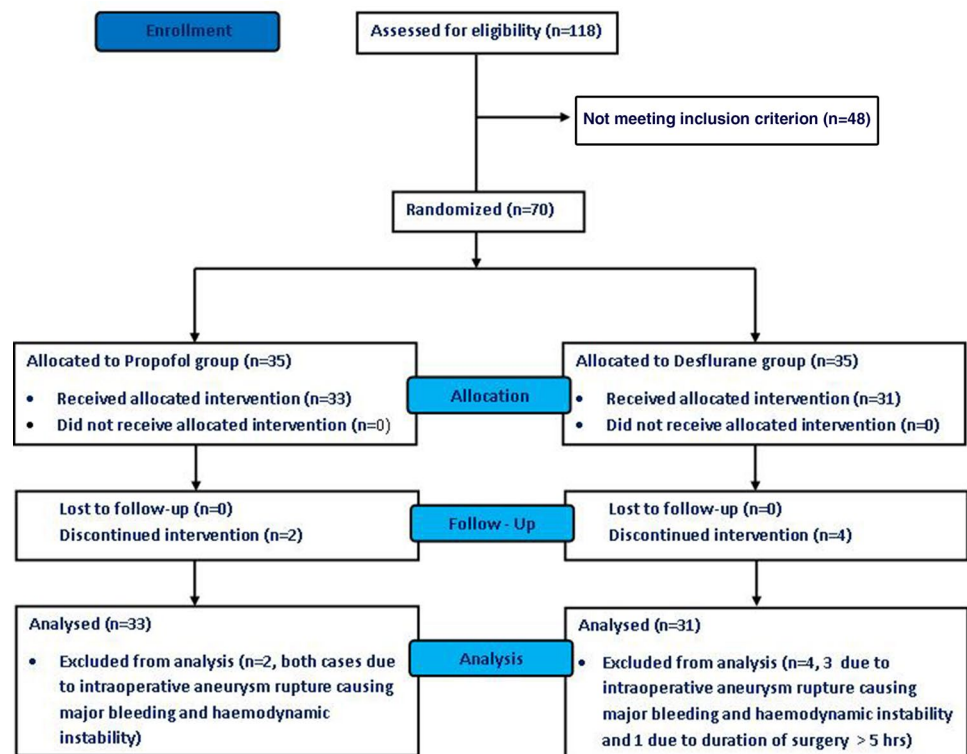 Enrollment
Assessed for eligibility (n=118)
Not meeting inclusion criterion (n=48)
Randomized (n=70)
Allocated to Propofol group (n=35)
• Received allocated intervention (n=33)
• Did not receive allocated intervention (n=0)
Allocation
Allocated to Desflurane group (n=35)
• Received allocated intervention (n=31)
• Did not receive allocated intervention (n=0)
Lost to follow-up (n=0)
Discontinued intervention (n=2)
Follow - Up
Lost to follow-up (n=0)
Discontinued intervention (n=4)
Analysed (n=33)
• Excluded from analysis (n=2, both cases due
to intraoperative aneurysm rupture causing
major bleeding and haemodynamic
instability)
Analysis
Analysed (n=31)
• Excluded from analysis (n=4, 3 due to
intraoperative aneurysm rupture causing
major bleeding and haemodynamic instability
and 1 due to duration of surgery > 5 hrs)